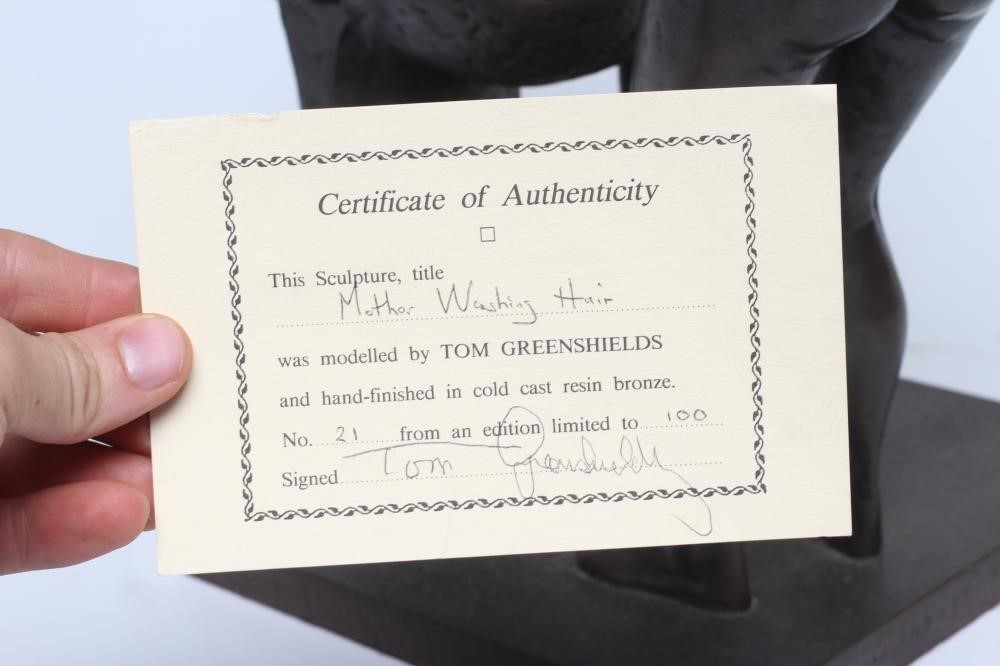 Certificate of Authenticity
This Sculpture, title
Mother Washing Hair
was modelled by TOM GREENSHIELDS
and hand-finished in cold cast resin bronze.
No. 21 from an edition limited to 100
Signed Tom Greenshields